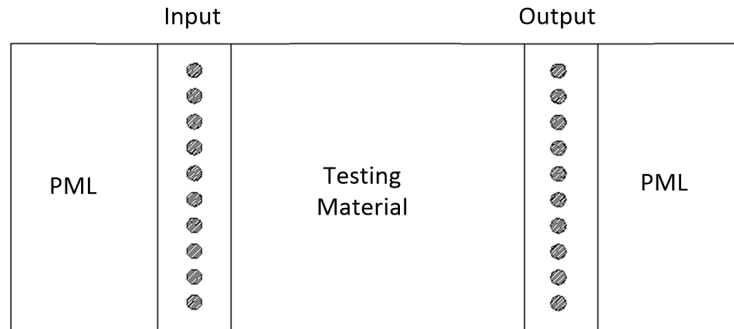 Input
Output
PML
Testing
Material
PML